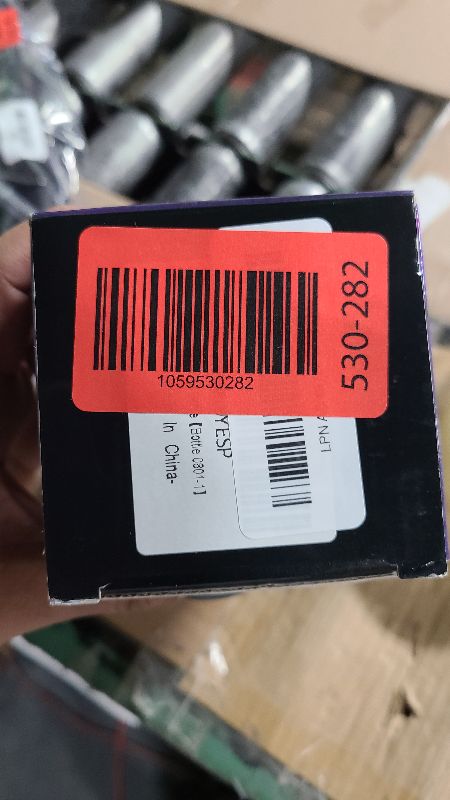 1059530282
530-282
YESP
【Bottle 0801-1】
In China-
LPN